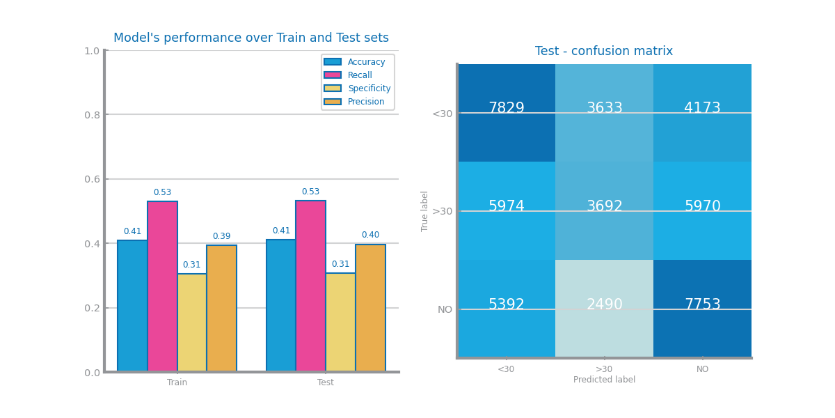 Model's performance over Train and Test sets
1.0
0.8
0.6
0.4
0.2
0.0
Accuracy
Recall
Specificity
Precision
0.41
0.53
0.31
0.39
0.41
0.53
0.31
0.40
Train
Test
Test - confusion matrix
True label
<30
7829
3633
4173
>30
5974
3692
5970
NO
5392
2490
7753
<30
>30
NO
Predicted label